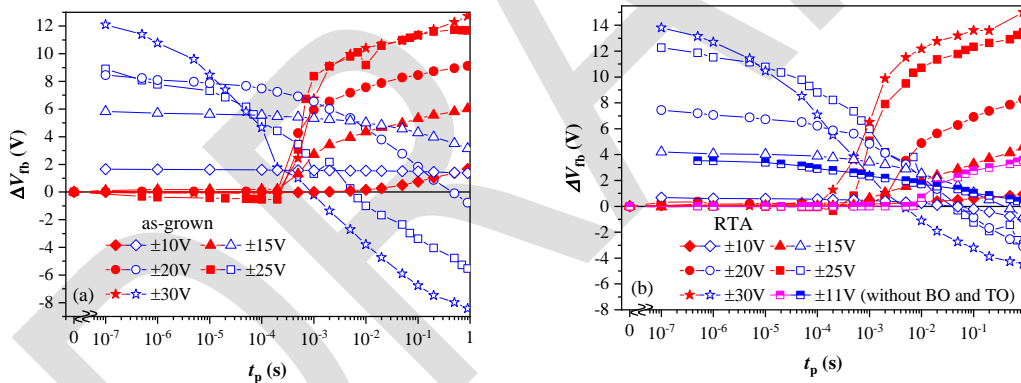 12
10
8
6
4
2
0
-2
-4
-6
-8
ΔVfb (V)
as-grown
±10V ±15V
±20V ±25V
±30V
(a)
0 10⁻⁷ 10⁻⁶ 10⁻⁵ 10⁻⁴ 10⁻³ 10⁻² 10⁻¹ 1
tp (s)
14
12
10
8
6
4
2
0
-2
-4
-6
-8
ΔVfb (V)
RTA
±10V ±15V
±20V ±25V
±30V ±11V (without BO and TO)
(b)
0 10⁻⁷ 10⁻⁶ 10⁻⁵ 10⁻⁴ 10⁻³ 10⁻² 10⁻¹
tp (s)